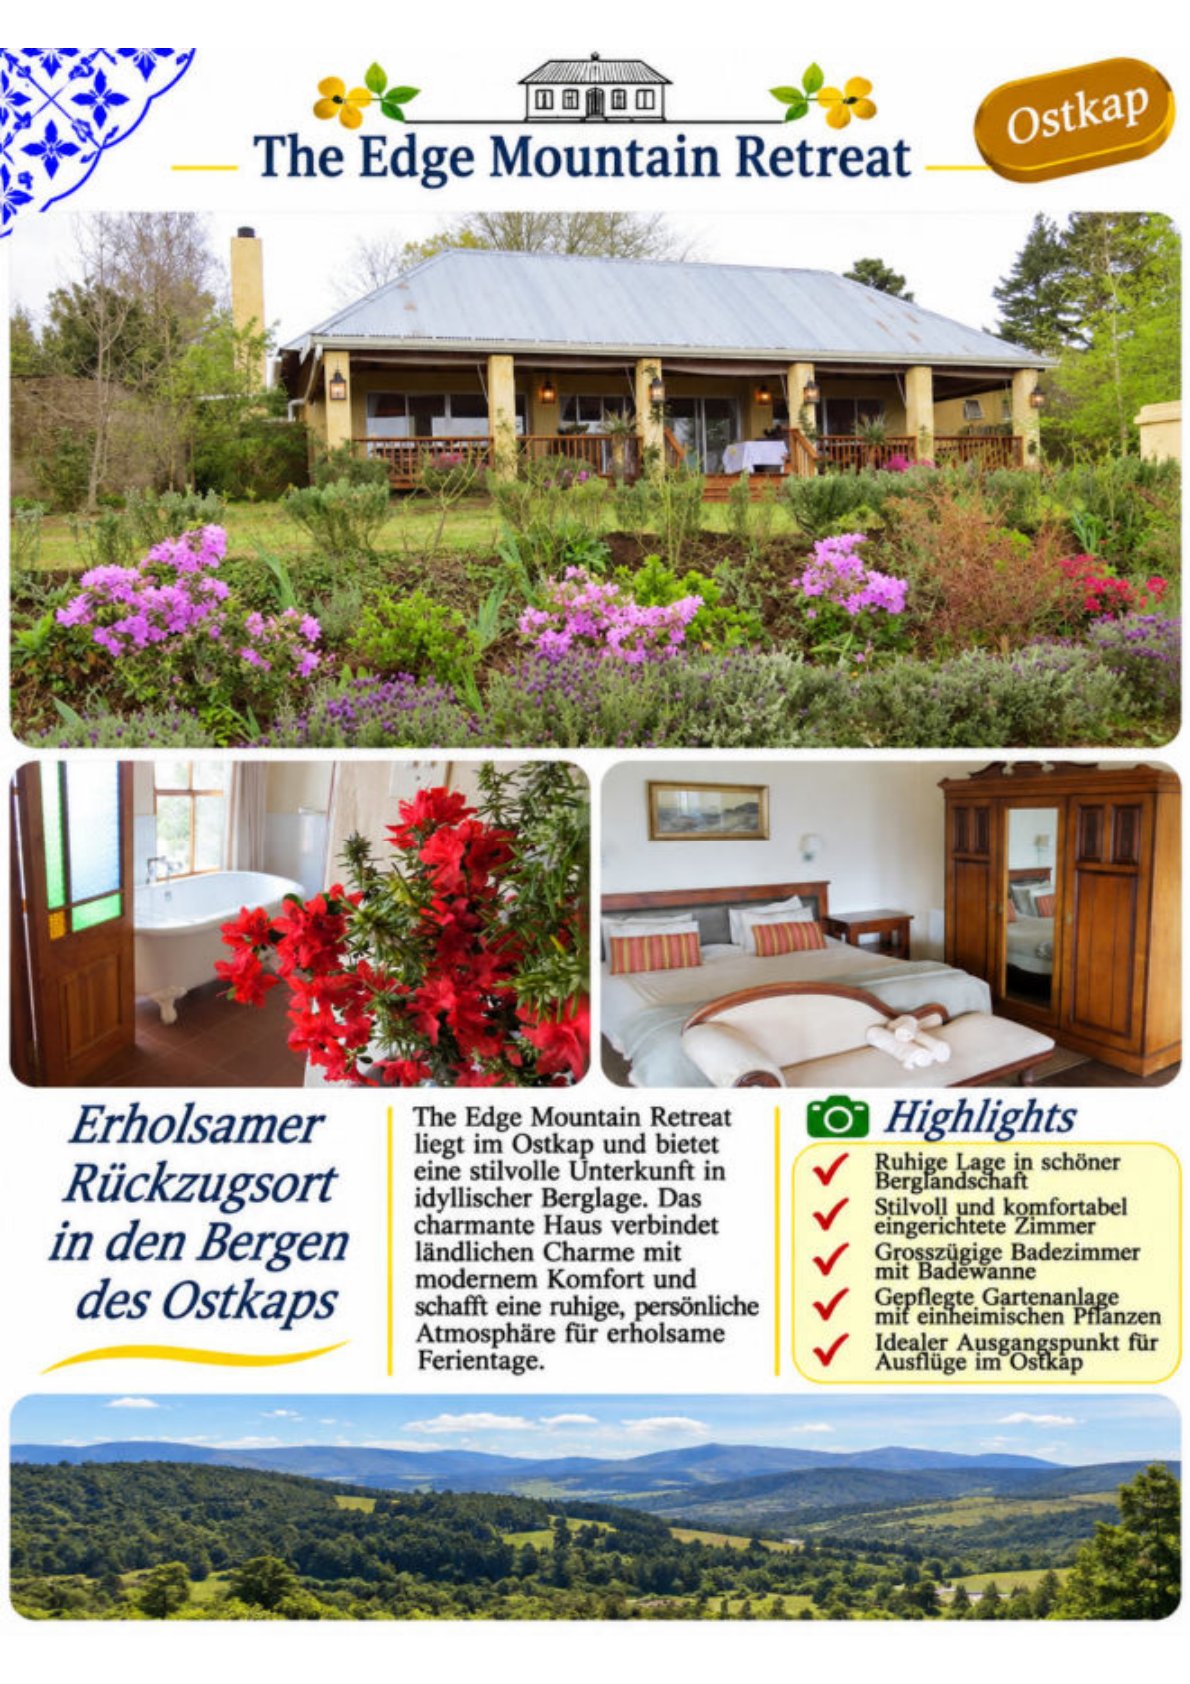 The Edge Mountain Retreat
Ostkap
Erholsamer
Rückzugsort
in den Bergen
des Ostkaps
The Edge Mountain Retreat
liegt im Ostkap und bietet
eine stilvolle Unterkunft in
idyllischer Berglage. Das
charmante Haus verbindet
ländlichen Charme mit
modernem Komfort und
schafft eine ruhige, persönliche
Atmosphäre für erholsame
Ferientage.
Highlights
Ruhige Lage in schöner
Berglandschaft
Stilvoll und komfortabel
eingerichtete Zimmer
Grosszügige Badezimmer
mit Badewanne
Gepflegte Gartenanlage
mit einheimischen Pflanzen
Idealer Ausgangspunkt für
Ausflüge im Ostkap